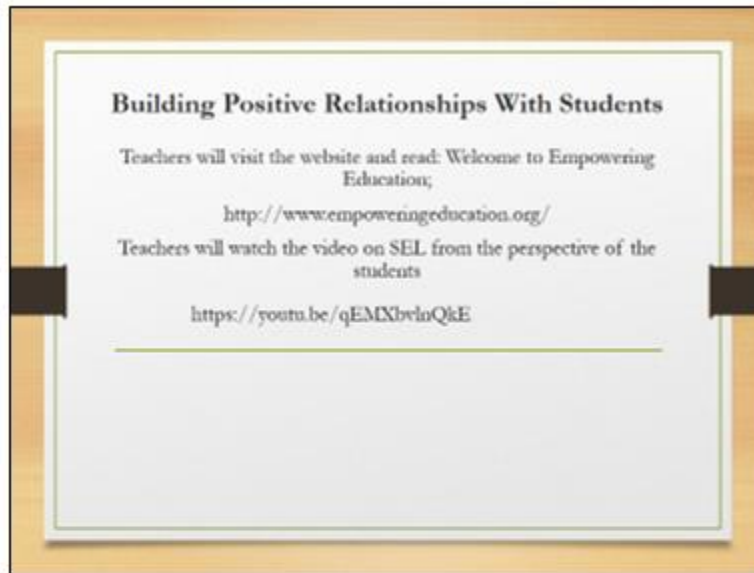 Building Positive Relationships With Students
Teachers will visit the website and read: Welcome to Empowering
Education;
http://www.empoweringeducation.org/
Teachers will watch the video on SEL from the perspective of the
students
https://youtu.be/qEMXbvlnQkE